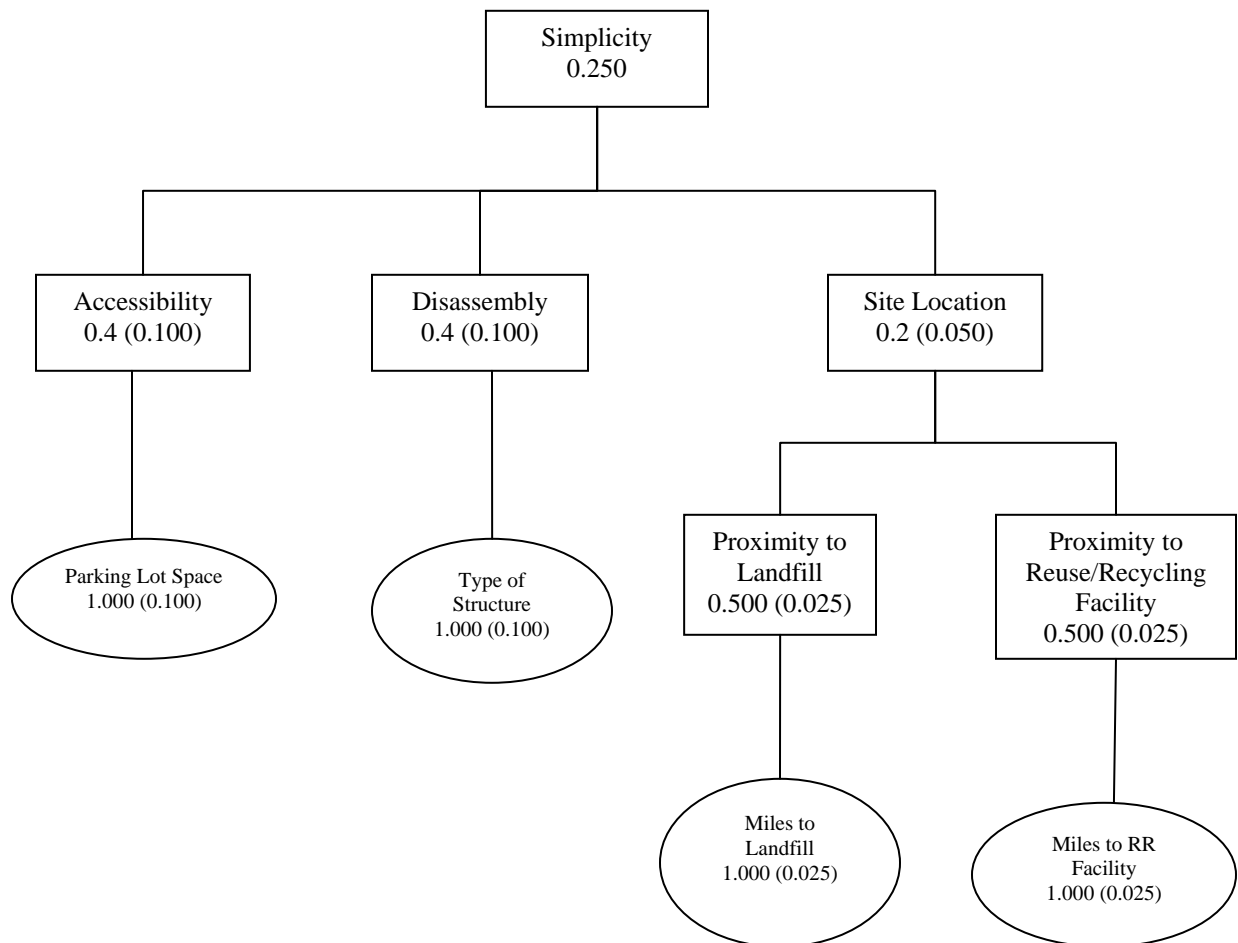 Simplicity
0.250
Accessibility
0.4 (0.100)
Disassembly
0.4 (0.100)
Site Location
0.2 (0.050)
Parking Lot Space
1.000 (0.100)
Type of
Structure
1.000 (0.100)
Proximity to
Landfill
0.500 (0.025)
Proximity to
Reuse/Recycling
Facility
0.500 (0.025)
Miles to
Landfill
1.000 (0.025)
Miles to RR
Facility
1.000 (0.025)